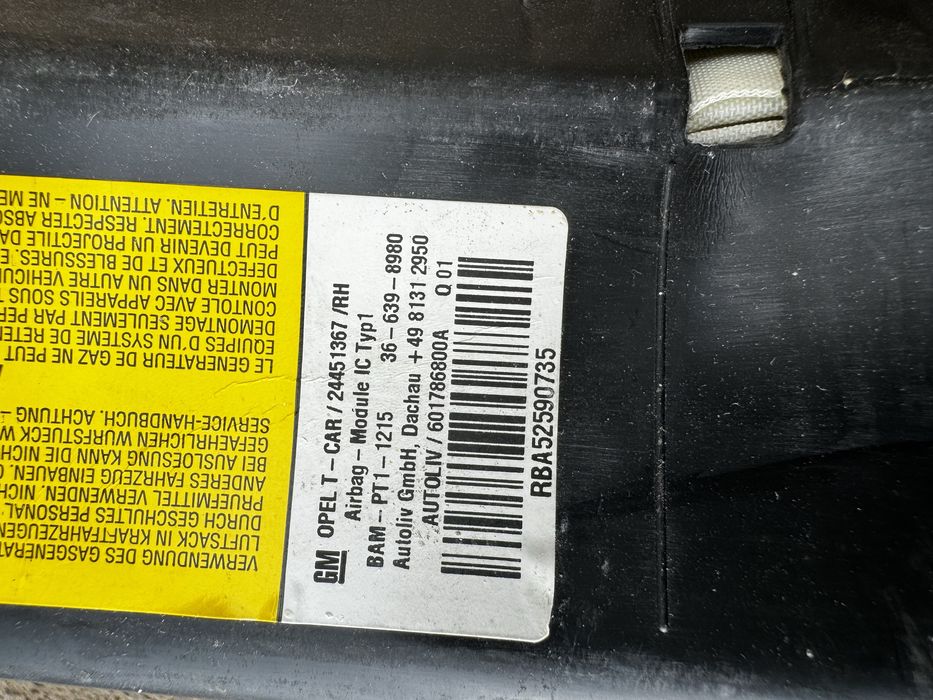 GM OPEL T-CAR / 24451367 /RH
Airbag-Module IC Typ1
BAM-PT1-1215 36-639-8980
Autoliv GmbH, Dachau +49 8131 2950
AUTOLIV / 601786800A Q 01
RBA52590735
VERWENDUNG DES GASGENERAT
LUFTSACK IN KRAFTFAHRZEUGEN
DURCH GESCHULTES PERSONAL
PRUEFMITTEL VERWENDEN. NICH
ANDERES FAHRZEUG EINBAUEN.
BEI AUSLOESUNG KANN DIE NICH
GEFAEHRLICHEN WURFSTUECK W
SERVICE-HANDBUCH. ACHTUNG -
LE GENERATEUR DE GAZ NE PEUT
EQUIPES D'UN SYSTEME DE RETEN
DEMONTAGE SEULEMENT PAR PER
CONTOLE AVEC APPAREILS SOUS T
MONTER DANS UN AUTRE VEHICU
DEFECTUEUX ET DE BLESSURES. E
PEUT DEVENIR UN PROJECTILE DA
CORRECTEMENT. RESPECTER ABSO
D'ENTRETIEN. ATTENTION - NE ME